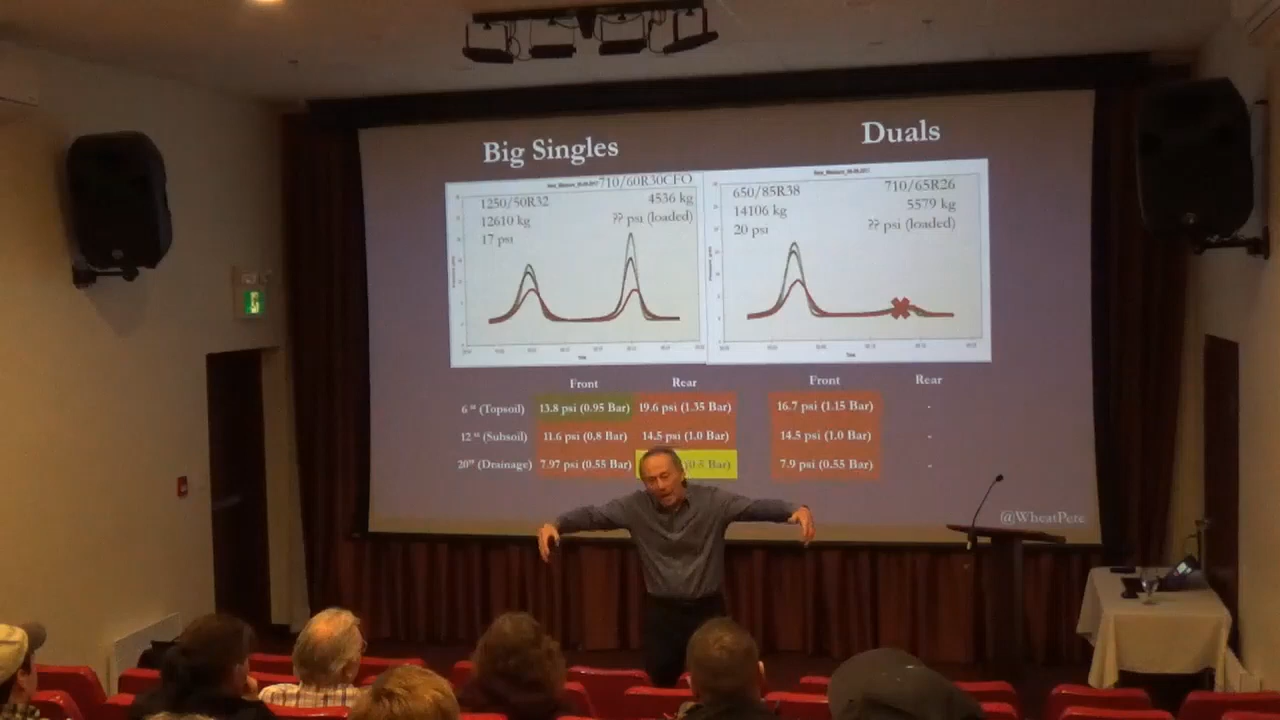 Big Singles
Duals
710/60R30CFO
1250/50R32
4536 kg
12610 kg
?? psi (loaded)
17 psi
650/85R38
710/65R26
14106 kg
5579 kg
20 psi
?? psi (loaded)
Front
Rear
Front
Rear
6" (Topsoil)
13.8 psi (0.95 Bar)
19.6 psi (1.35 Bar)
16.7 psi (1.15 Bar)
-
12" (Subsoil)
11.6 psi (0.8 Bar)
14.5 psi (1.0 Bar)
14.5 psi (1.0 Bar)
-
20" (Drainage)
7.97 psi (0.55 Bar)
Bar)
7.9 psi (0.55 Bar)
-
@WheatPete